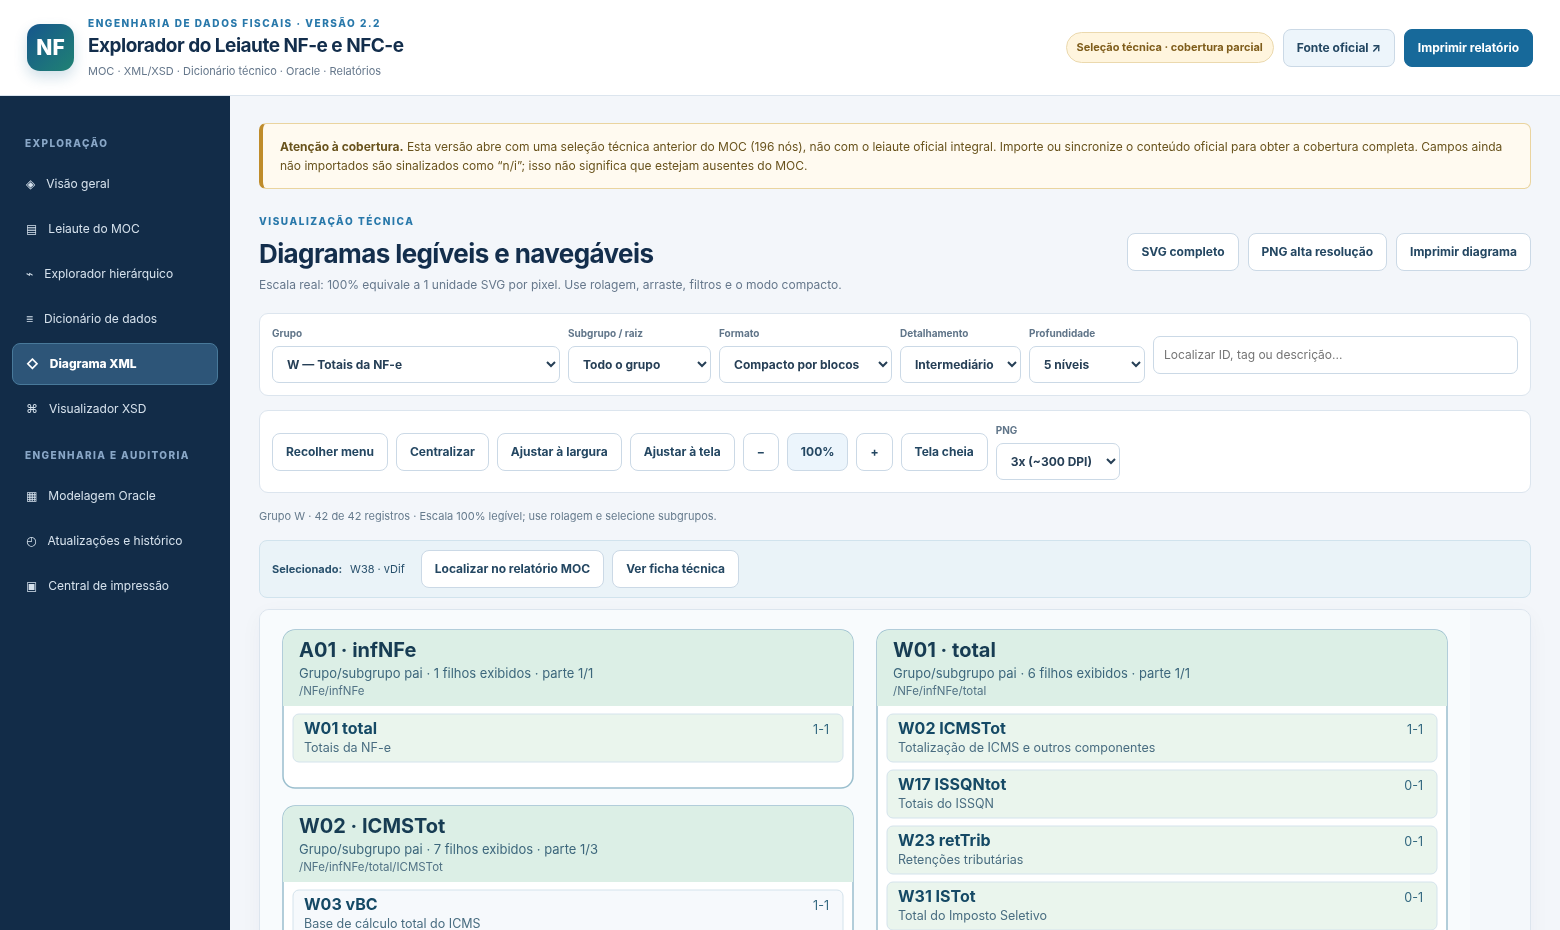 NF
ENGENHARIA DE DADOS FISCAIS · VERSÃO 2.2
Explorador do Leiaute NF-e e NFC-e
MOC · XML/XSD · Dicionário técnico · Oracle · Relatórios
Seleção técnica · cobertura parcial
Fonte oficial ↗
Imprimir relatório
EXPLORAÇÃO
Visão geral
Leiaute do MOC
Explorador hierárquico
Dicionário de dados
Diagrama XML
Visualizador XSD
ENGENHARIA E AUDITORIA
Modelagem Oracle
Atualizações e histórico
Central de impressão
Atenção à cobertura. Esta versão abre com uma seleção técnica anterior do MOC (196 nós), não com o leiaute oficial integral. Importe ou sincronize o conteúdo oficial para obter a cobertura completa. Campos ainda
não importados são sinalizados como “n/i”; isso não significa que estejam ausentes do MOC.
VISUALIZAÇÃO TÉCNICA
Diagramas legíveis e navegáveis
Escala real: 100% equivale a 1 unidade SVG por pixel. Use rolagem, arraste, filtros e o modo compacto.
SVG completo
PNG alta resolução
Imprimir diagrama
Grupo
Subgrupo / raiz
Formato
Detalhamento
Profundidade
W — Totais da NF-e
Todo o grupo
Compacto por blocos
Intermediário
5 níveis
Localizar ID, tag ou descrição...
Recolher menu
Centralizar
Ajustar à largura
Ajustar à tela
−
100%
+
Tela cheia
PNG
3x (~300 DPI)
Grupo W · 42 de 42 registros · Escala 100% legível; use rolagem e selecione subgrupos.
Selecionado: W38 · vDif
Localizar no relatório MOC
Ver ficha técnica
A01 · infNFe
Grupo/subgrupo pai · 1 filhos exibidos · parte 1/1
/NFe/infNFe
W01 total 1-1
Totais da NF-e
W02 · ICMSTot
Grupo/subgrupo pai · 7 filhos exibidos · parte 1/3
/NFe/infNFe/total/ICMSTot
W03 vBC 1-1
Base de cálculo total do ICMS
W01 · total
Grupo/subgrupo pai · 6 filhos exibidos · parte 1/1
/NFe/infNFe/total
W02 ICMSTot 1-1
Totalização de ICMS e outros componentes
W17 ISSQNtot 0-1
Totais do ISSQN
W23 retTrib 0-1
Retenções tributárias
W31 ISTot 0-1
Total do Imposto Seletivo